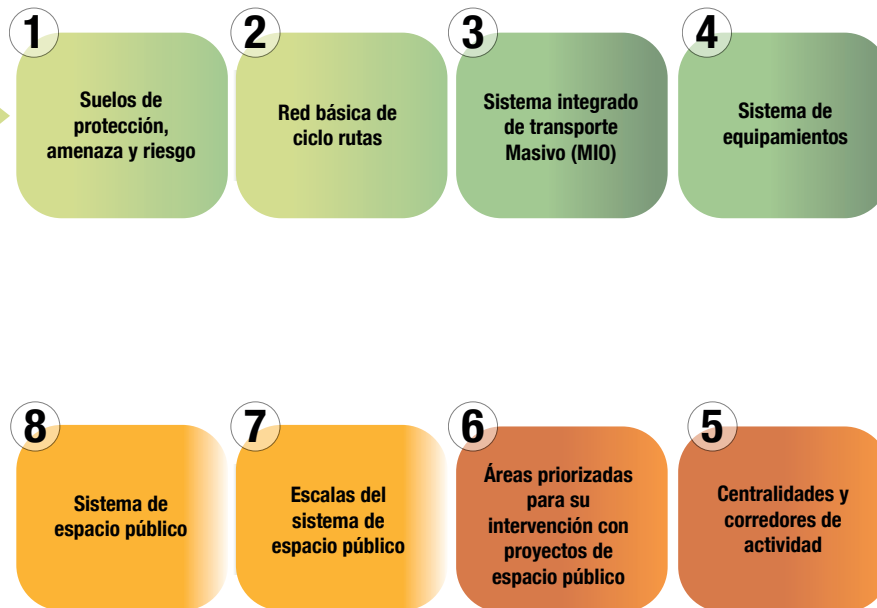 1
Suelos de
protección,
amenaza y riesgo
2
Red básica de
ciclo rutas
3
Sistema integrado
de transporte
Masivo (MIO)
4
Sistema de
equipamientos
8
Sistema de
espacio público
7
Escalas del
sistema de
espacio público
6
Áreas priorizadas
para su
intervención con
proyectos de
espacio público
5
Centralidades y
corredores de
actividad